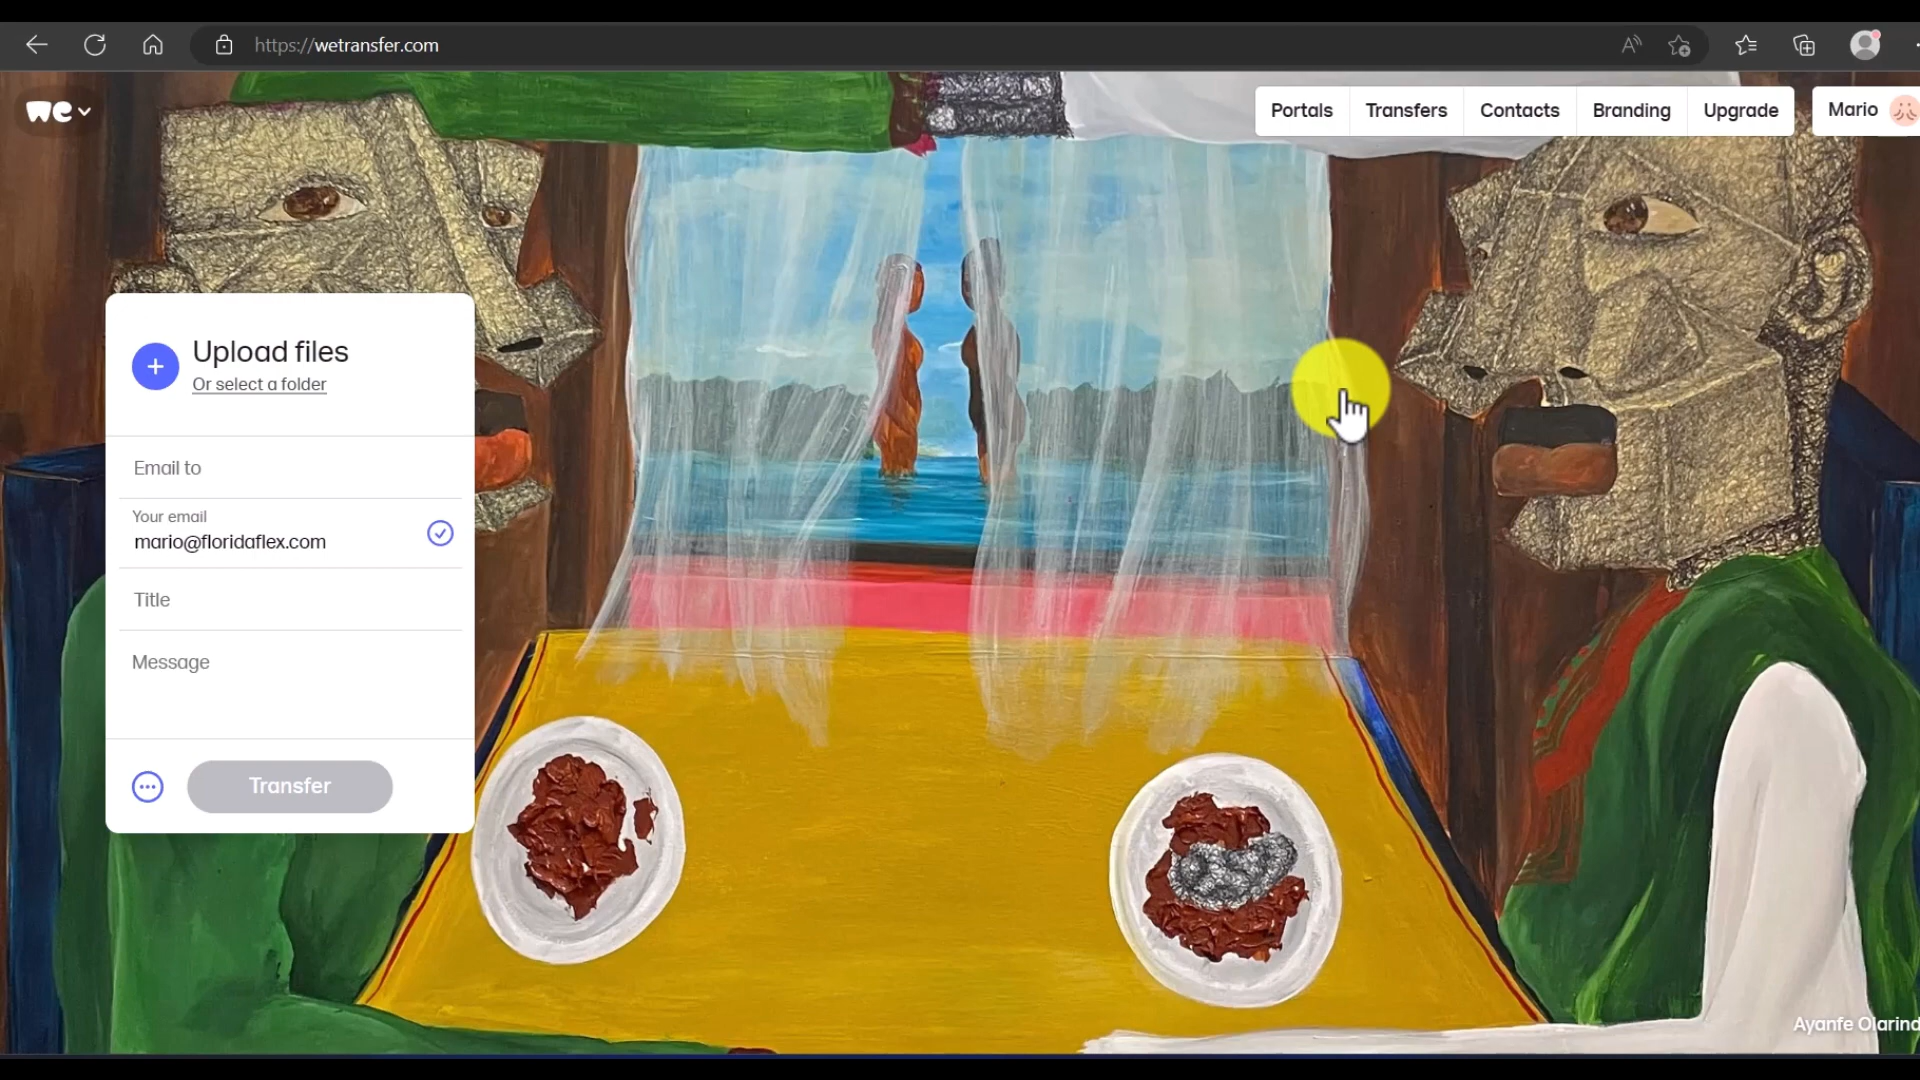 https://wetransfer.com
we
Portals
Transfers
Contacts
Branding
Upgrade
Mario
Upload files
Or select a folder
Email to
Your email
mario@floridaflex.com
Title
Message
Transfer
Ayanfe Olarind